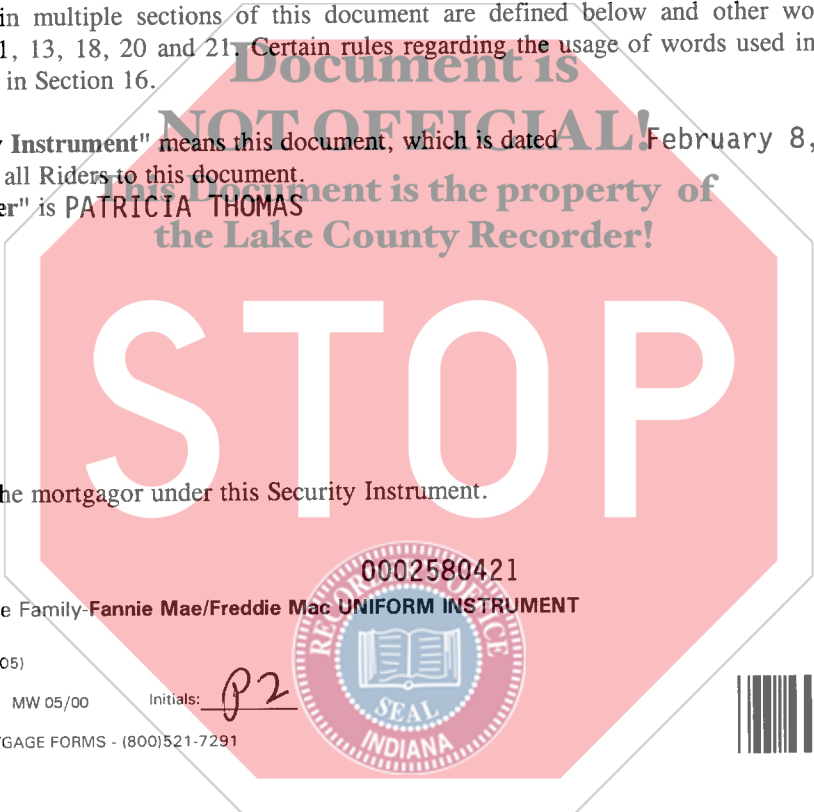 in multiple sections of this document are defined below and other wo
1, 13, 18, 20 and 21. Certain rules regarding the usage of words used in
in Section 16.
Document is
NOT OFFICIAL!
Instrument" means this document, which is dated February 8,
all Riders to this document.
This Document is the property of
er" is PATRICIA THOMAS
the Lake County Recorder!
STOP
he mortgagor under this Security Instrument.
0002580421
e Family-Fannie Mae/Freddie Mac UNIFORM INSTRUMENT
RECORDER'S OFFICE
05)
MW 05/00 Initials: P2
SEAL
INDIANA
GAGE FORMS - (800)521-7291